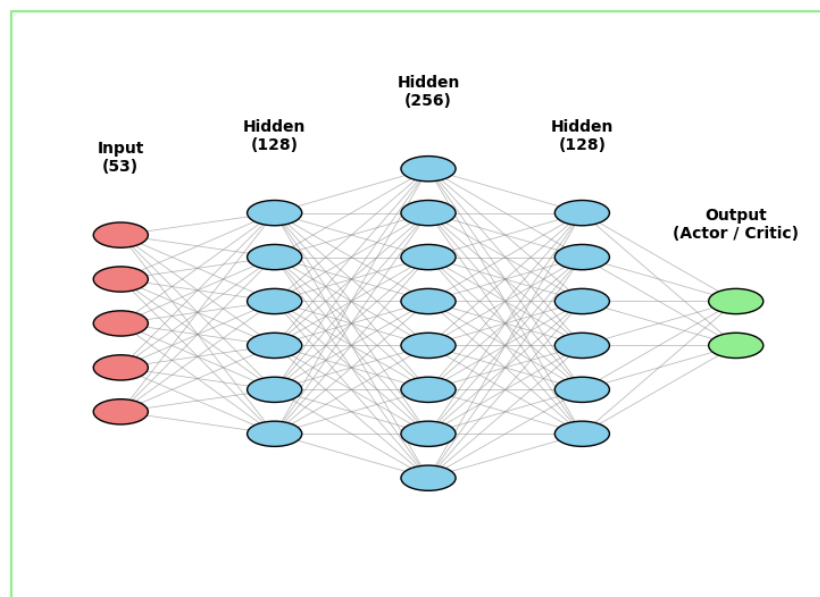 Input
(53)
Hidden
(128)
Hidden
(256)
Hidden
(128)
Output
(Actor / Critic)